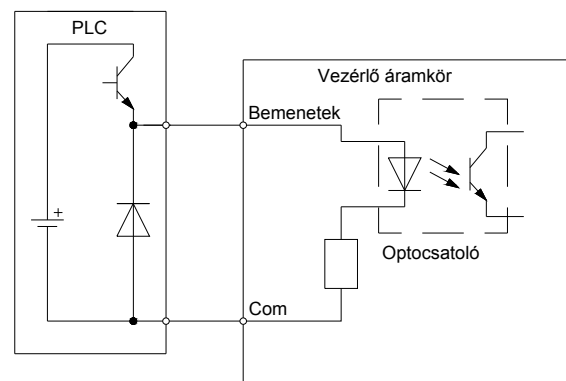 PLC
Vezérlő áramkör
Bemenetek
+
Optocsatoló
Com